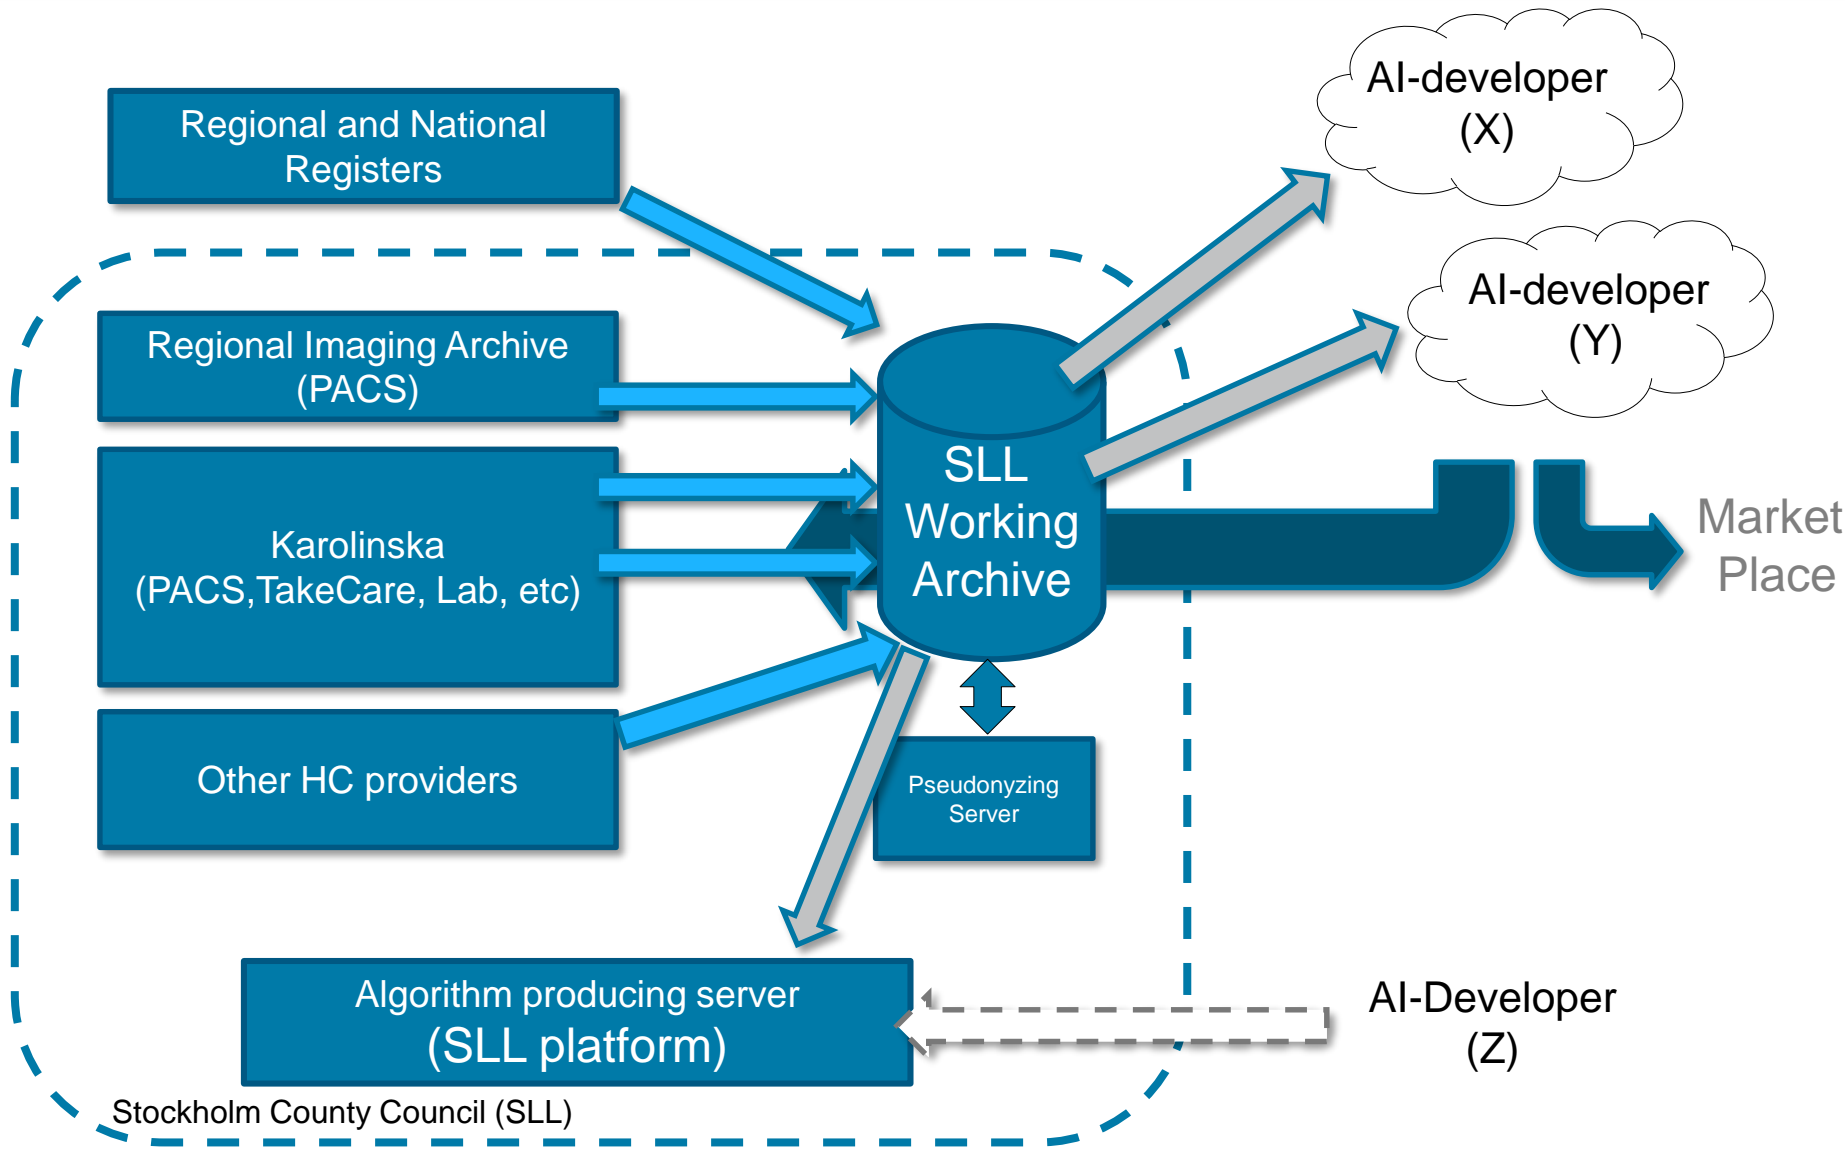 AI-developer
(X)
Regional and National
Registers
AI-developer
(Y)
Regional Imaging Archive
(PACS)
SLL
Working
Archive
Market
Place
Karolinska
(PACS,TakeCare, Lab, etc)
Other HC providers
Pseudonyzing
Server
Algorithm producing server
(SLL platform)
AI-Developer
(Z)
Stockholm County Council (SLL)